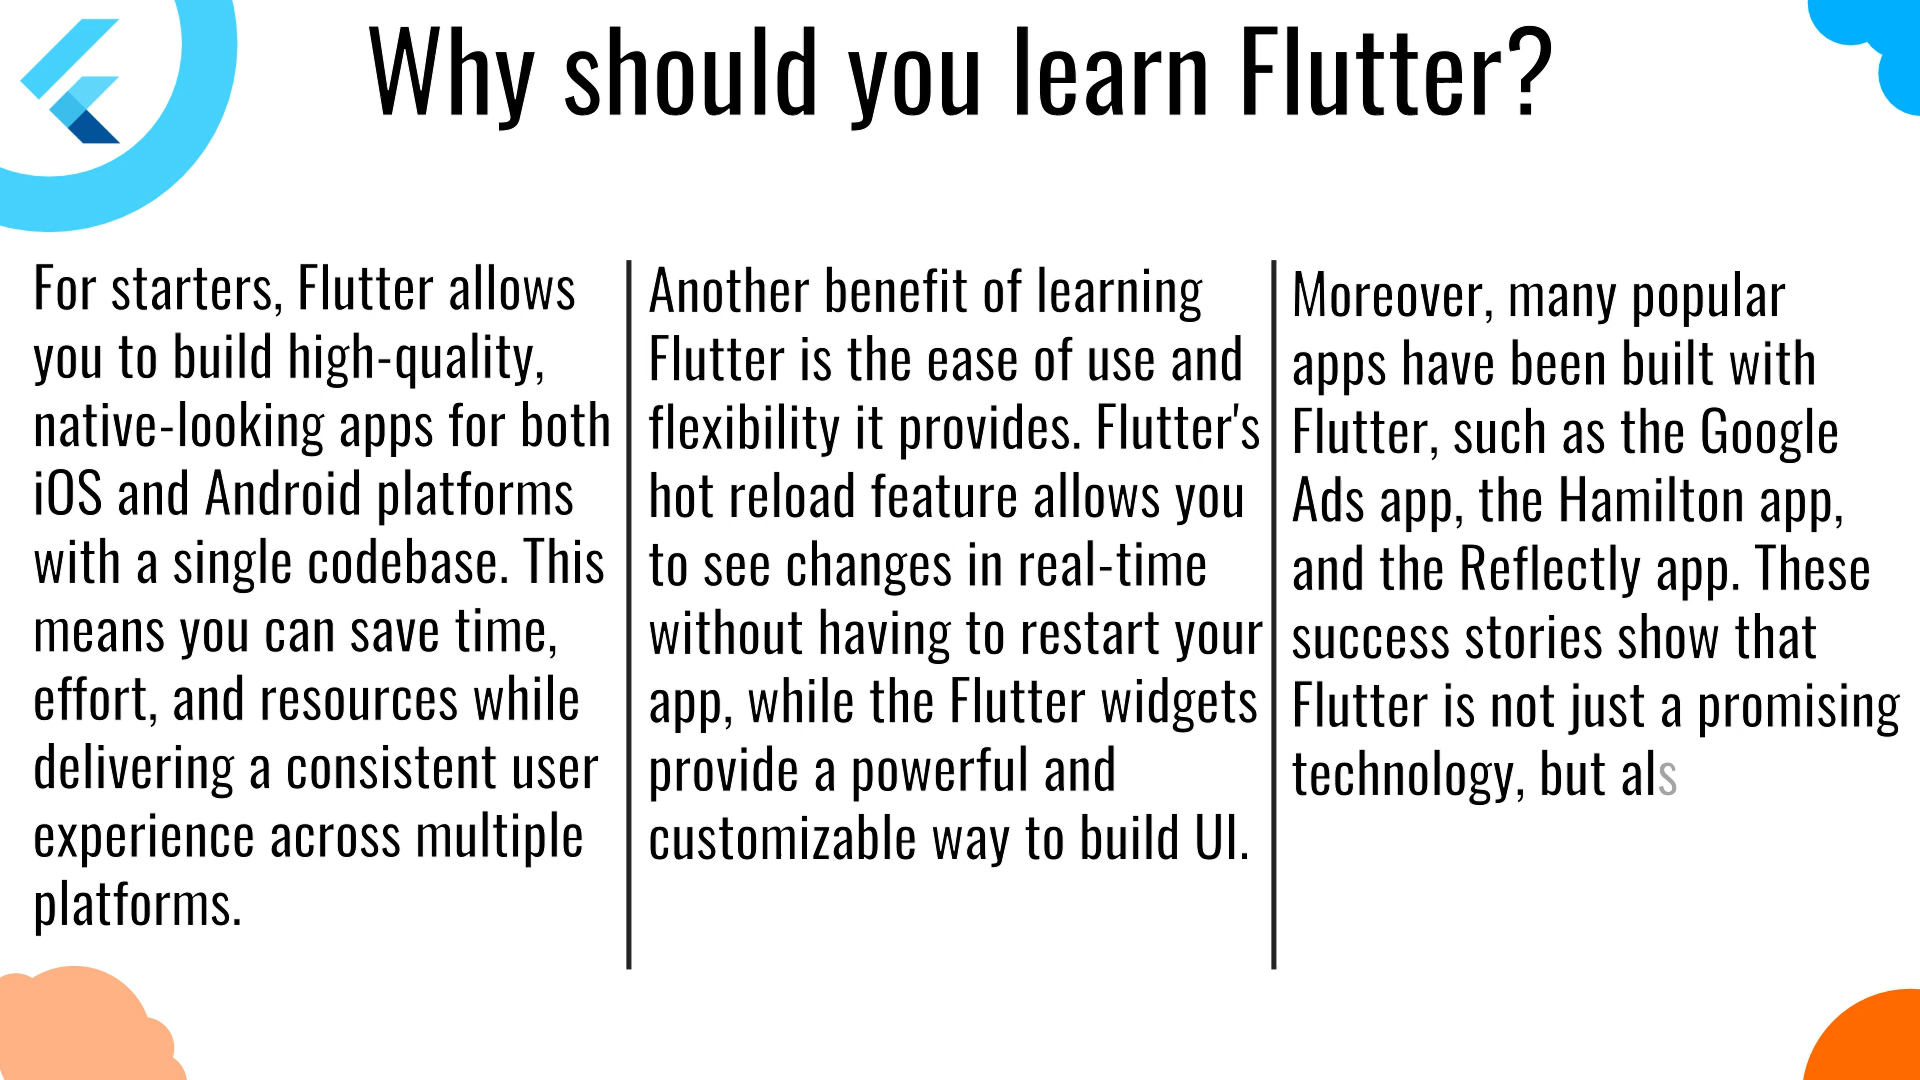 Why should you learn Flutter?
For starters, Flutter allows
you to build high-quality,
native-looking apps for both
iOS and Android platforms
with a single codebase. This
means you can save time,
effort, and resources while
delivering a consistent user
experience across multiple
platforms.
Another benefit of learning
Flutter is the ease of use and
flexibility it provides. Flutter's
hot reload feature allows you
to see changes in real-time
without having to restart your
app, while the Flutter widgets
provide a powerful and
customizable way to build UI.
Moreover, many popular
apps have been built with
Flutter, such as the Google
Ads app, the Hamilton app,
and the Reflectly app. These
success stories show that
Flutter is not just a promising
technology, but als